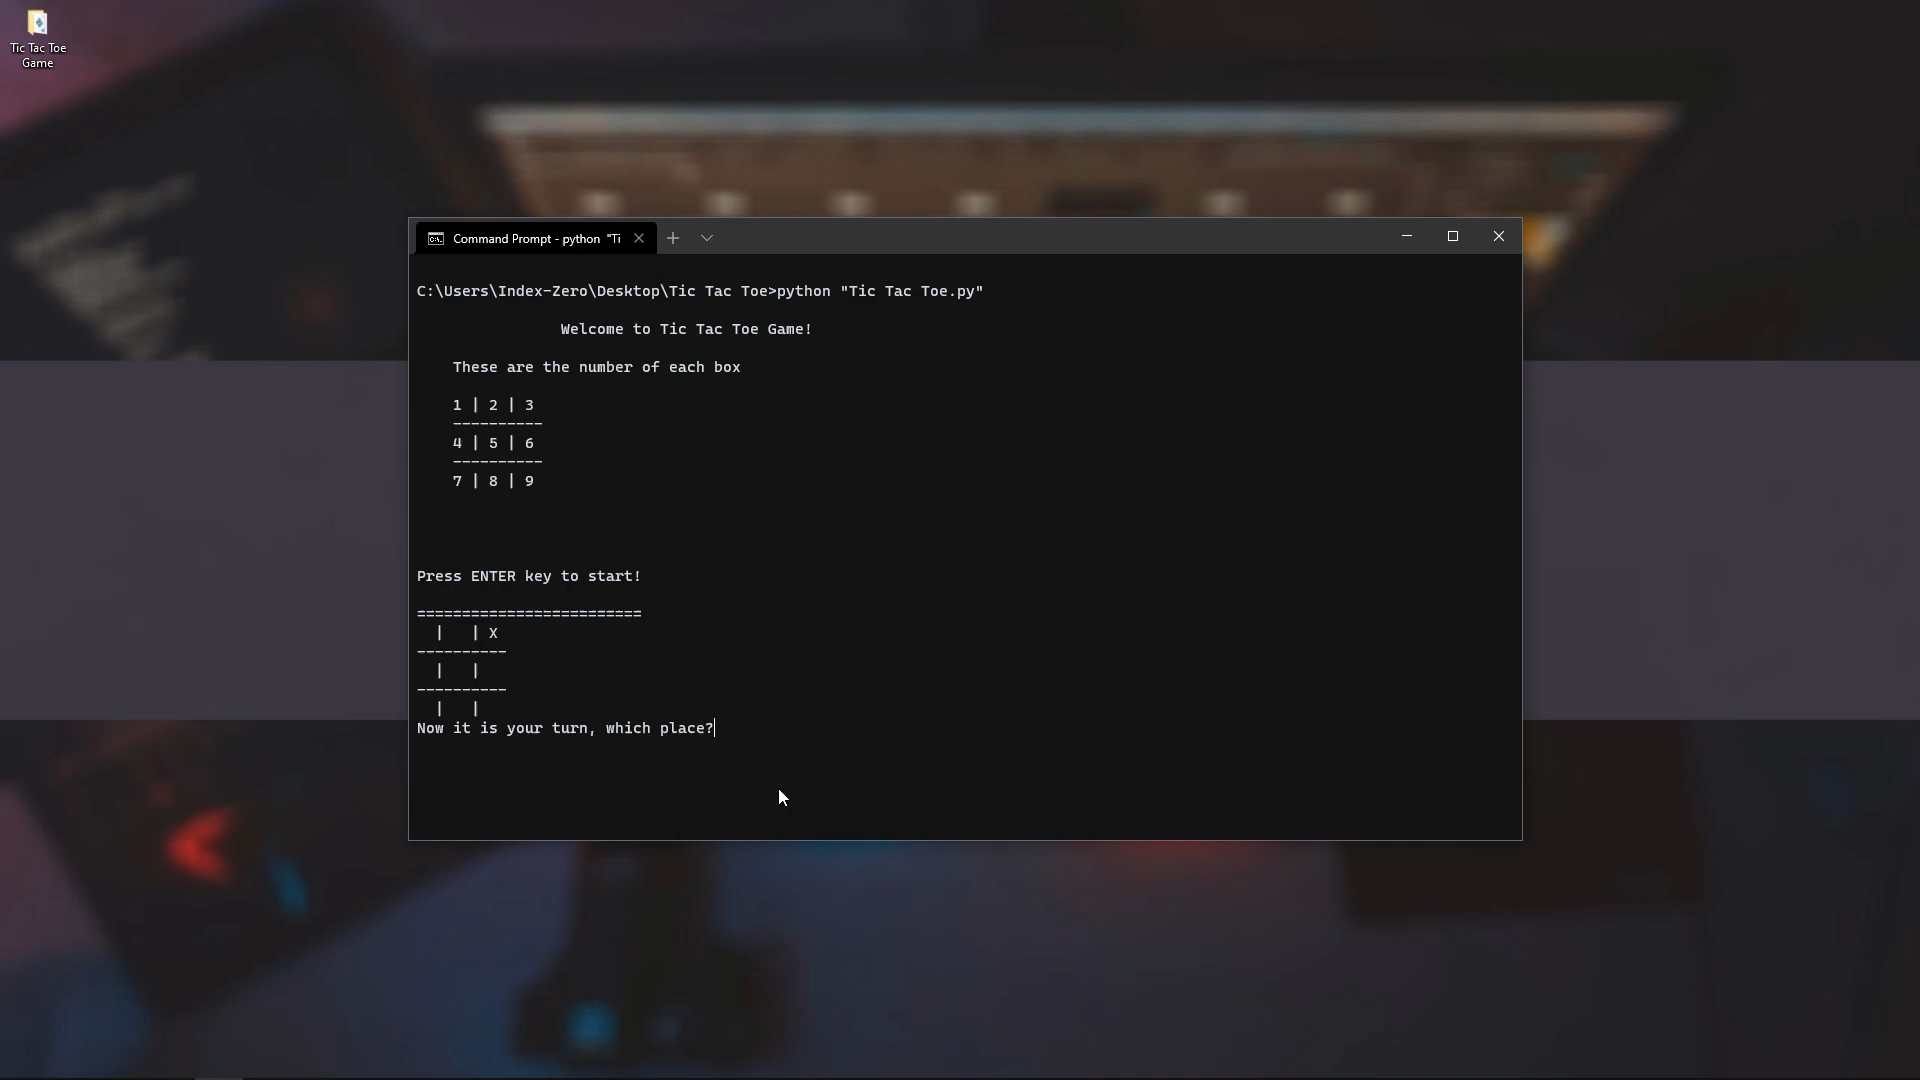 Tic Tac Toe
Game
Command Prompt - python "Ti
C:\Users\Index-Zero\Desktop\Tic Tac Toe>python "Tic Tac Toe.py"
Welcome to Tic Tac Toe Game!
These are the number of each box
1 | 2 | 3
----------
4 | 5 | 6
----------
7 | 8 | 9
Press ENTER key to start!
=========================
  |   | X
----------
  |   |
----------
  |   |
Now it is your turn, which place?